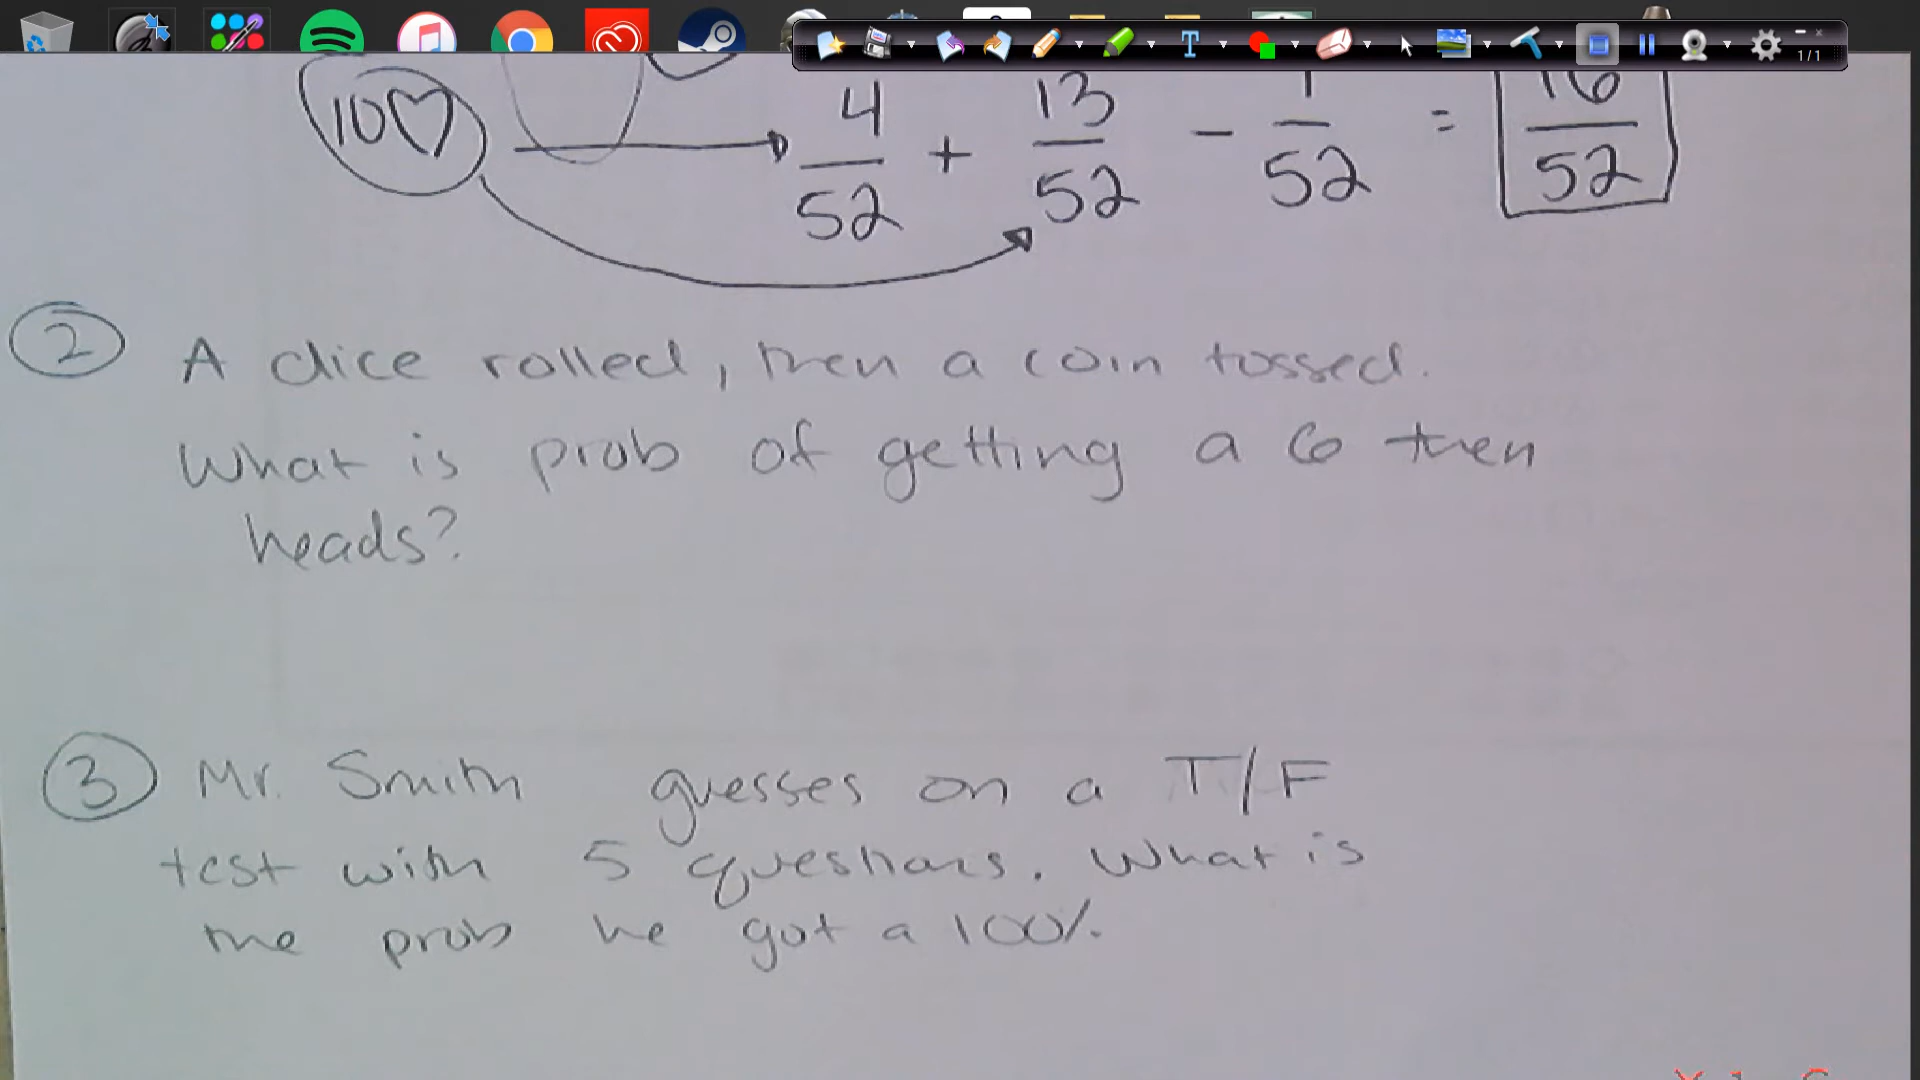 10♡
4/52 + 13/52 - 1/52 = 16/52
2 A dice rolled, then a coin tossed.
What is prob of getting a 6 then
heads?
3 Mr. Smith guesses on a T/F
test with 5 questions. What is
the prob he got a 100%
T
1/1